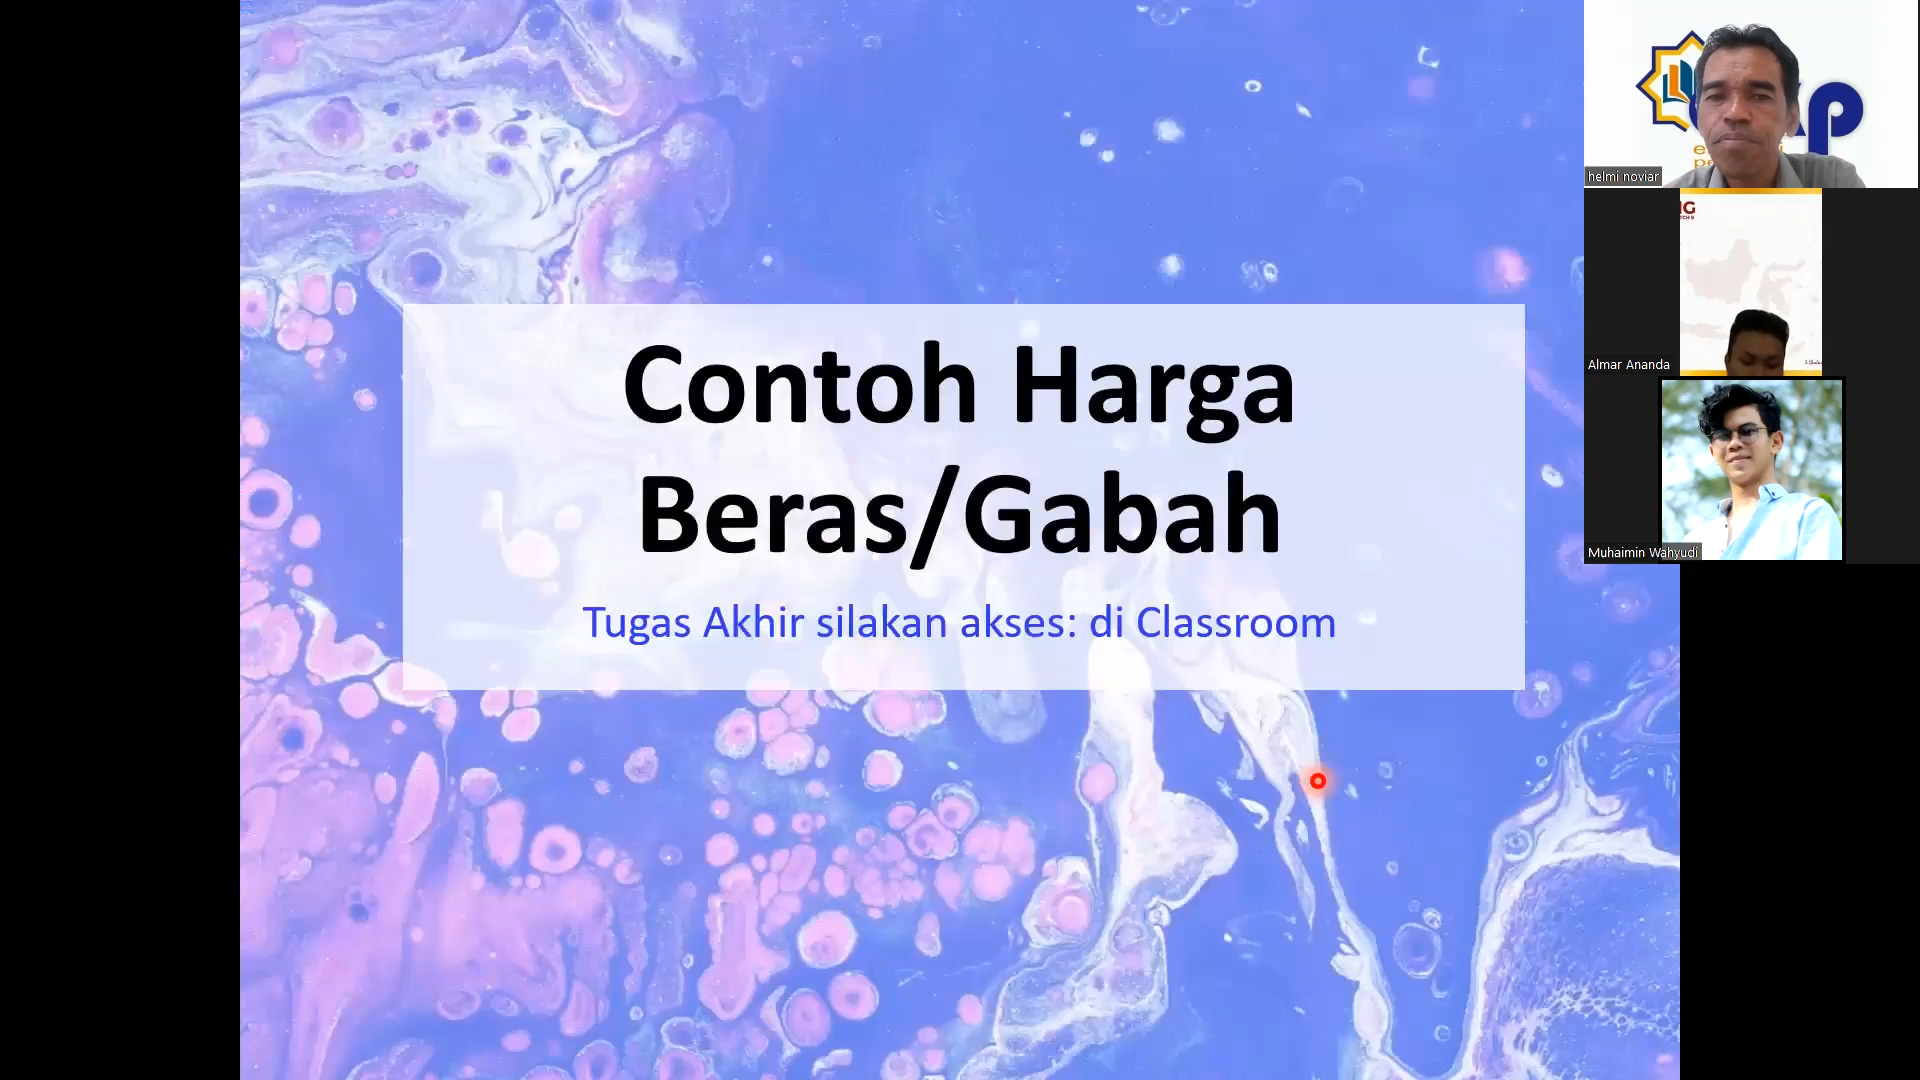 Contoh Harga
Beras/Gabah
Tugas Akhir silakan akses: di Classroom
helmi noviar
Almar Ananda
Muhaimin Wahyudi